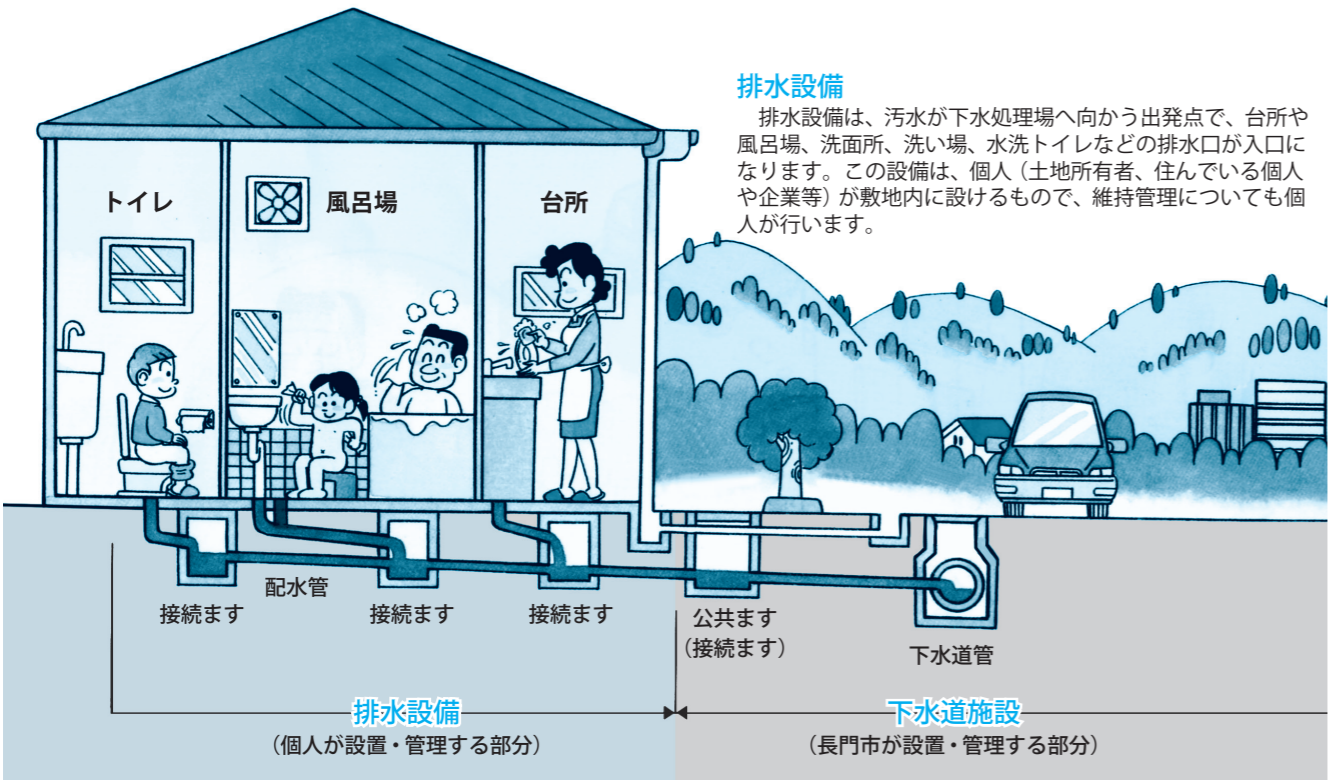 排水設備
排水設備は、汚水が下水処理場へ向かう出発点で、台所や
風呂場、洗面所、洗い場、水洗トイレなどの排水口が入口に
なります。この設備は、個人（土地所有者、住んでいる個人
や企業等）が敷地内に設けるもので、維持管理についても個
人が行います。
トイレ
風呂場
台所
配水管
接続ます
接続ます
接続ます
公共ます
（接続ます）
下水道管
排水設備
（個人が設置・管理する部分）
下水道施設
（長門市が設置・管理する部分）